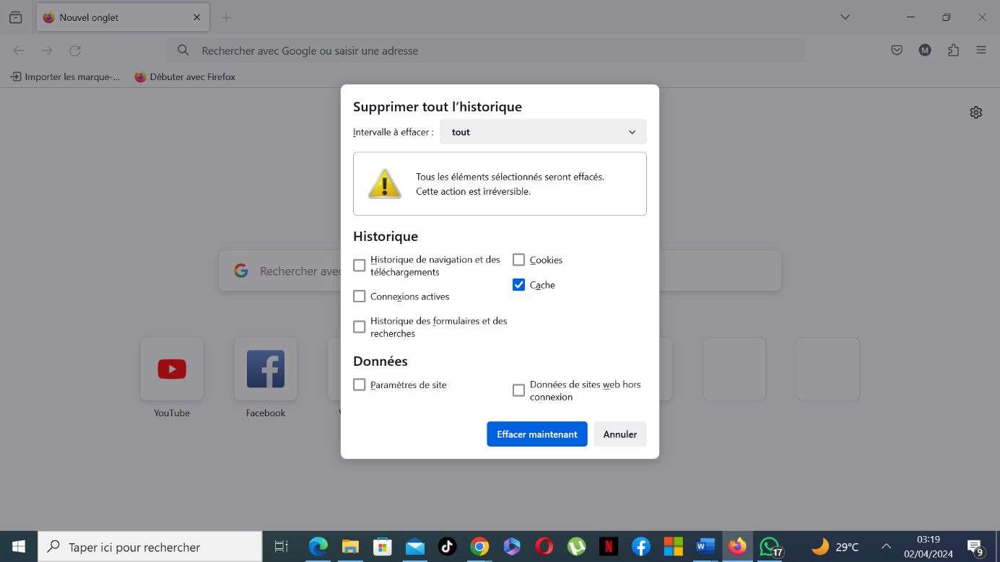 Nouvel onglet
Rechercher avec Google ou saisir une adresse
M
Importer les marque-...
Débuter avec Firefox
Supprimer tout l’historique
Intervalle à effacer :
tout
Tous les éléments sélectionnés seront effacés.
Cette action est irréversible.
Historique
Historique de navigation et des
téléchargements
Cookies
Cache
Connexions actives
Historique des formulaires et des
recherches
Données
Paramètres de site
Données de sites web hors
connexion
Effacer maintenant
Annuler
Rechercher avec
YouTube
Facebook
Taper ici pour rechercher
17
29°C
03:19
02/04/2024
9